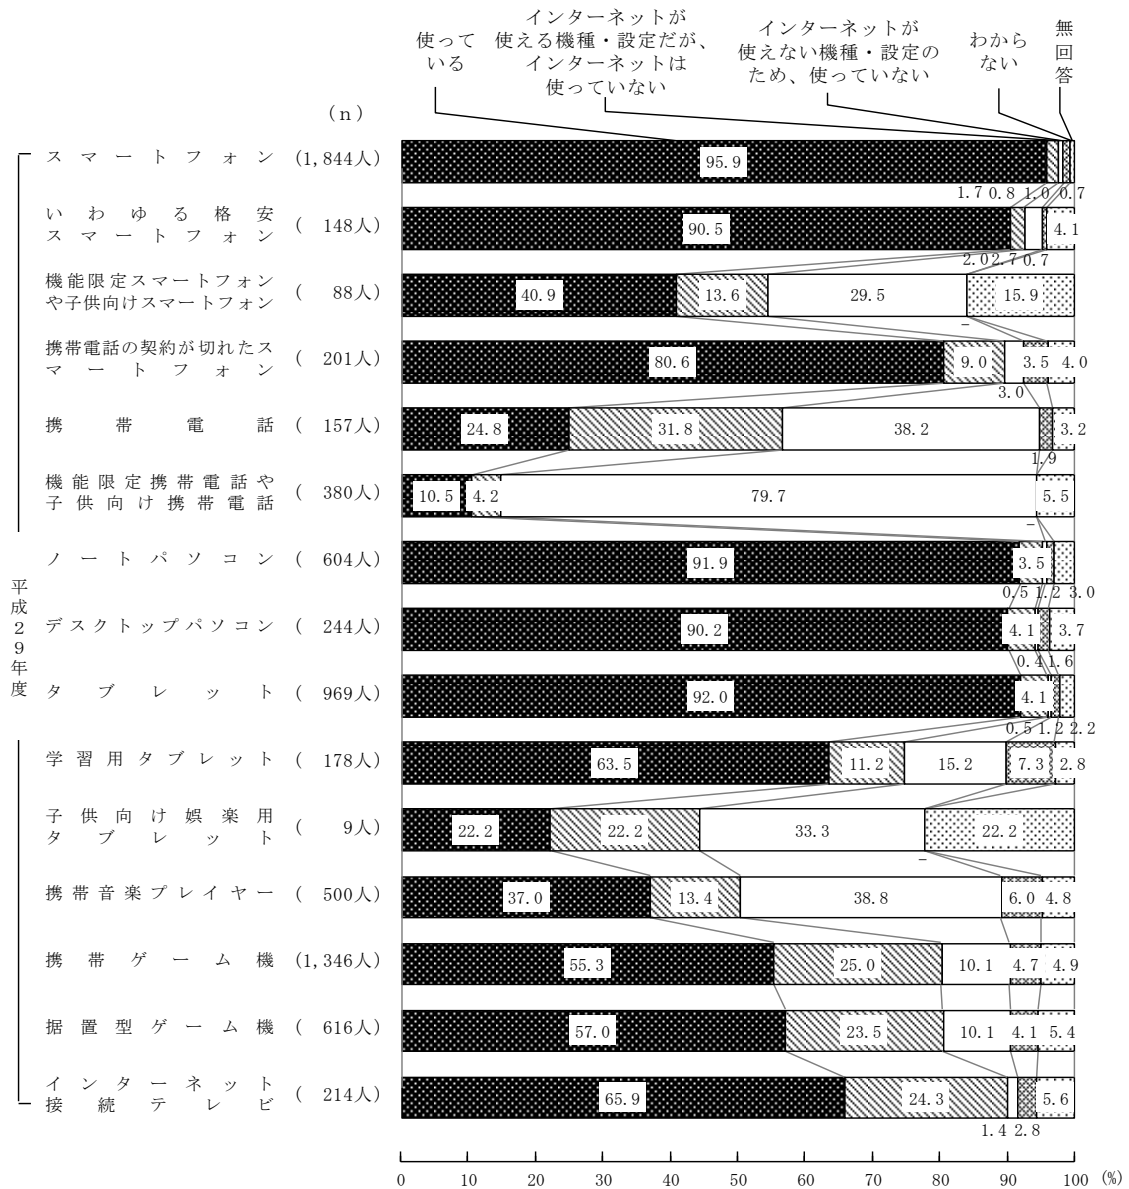 使って
いる
インターネットが
使える機種・設定だが、
インターネットは
使っていない
インターネットが
使えない機種・設定の
ため、使っていない
わから
ない
無
回
答
(n)
平成29年度
スマートフォン (1,844人) 95.9
1.7 0.8 1.0 0.7
いわゆる格安
スマートフォン (148人) 90.5 4.1
2.0 2.7 0.7
機能限定スマートフォン
や子供向けスマートフォン (88人) 40.9 13.6 29.5 15.9
−
携帯電話の契約が切れたス
マートフォン (201人) 80.6 9.0 3.5 4.0
3.0
携帯電話 (157人) 24.8 31.8 38.2 3.2
1.9
機能限定携帯電話や
子供向け携帯電話 (380人) 10.5 4.2 79.7 5.5
−
ノートパソコン (604人) 91.9 3.5
0.5 1.2 3.0
デスクトップパソコン (244人) 90.2 4.1 3.7
0.4 1.6
タブレット (969人) 92.0 4.1
0.5 1.2 2.2
学習用タブレット (178人) 63.5 11.2 15.2 7.3 2.8
子供向け娯楽用
タブレット (9人) 22.2 22.2 33.3 22.2
−
携帯音楽プレイヤー (500人) 37.0 13.4 38.8 6.0 4.8
携帯ゲーム機 (1,346人) 55.3 25.0 10.1 4.7 4.9
据置型ゲーム機 (616人) 57.0 23.5 10.1 4.1 5.4
インターネット
接続テレビ (214人) 65.9 24.3 5.6
1.4 2.8
0 10 20 30 40 50 60 70 80 90 100 (%)